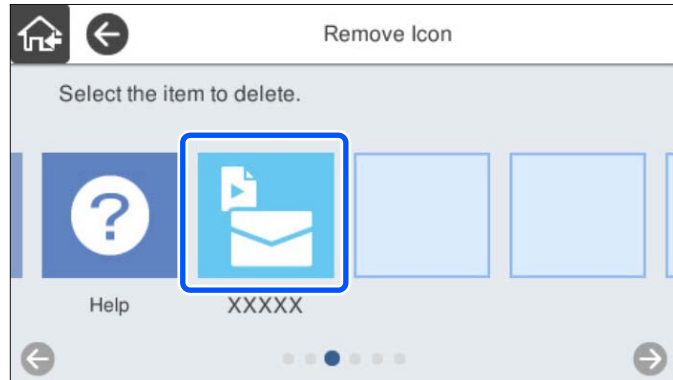 Remove Icon
Select the item to delete.
?
Help
XXXXX